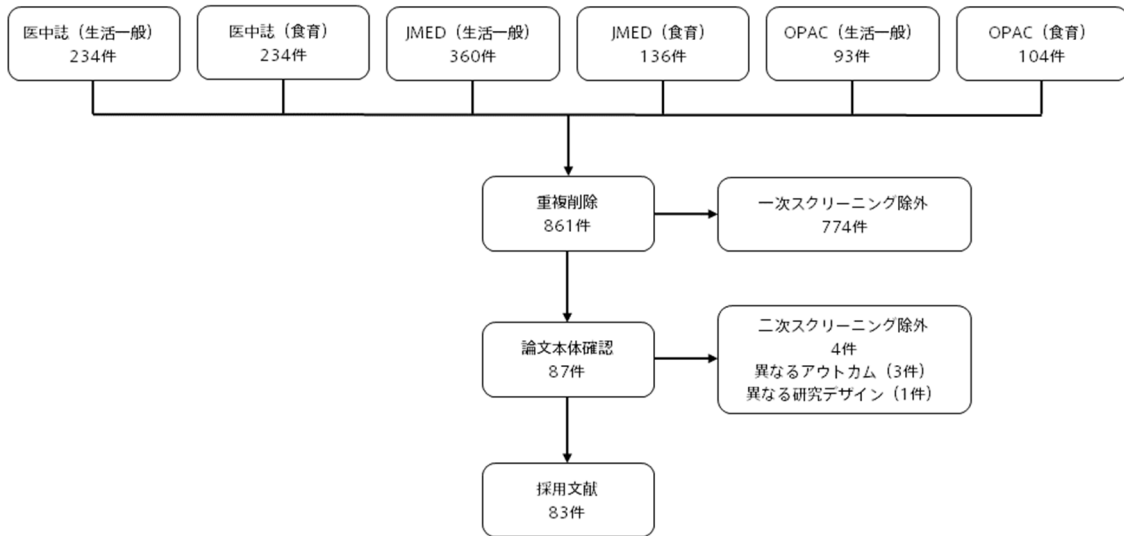 医中誌（生活一般）
234件
医中誌（食育）
234件
JMED（生活一般）
360件
JMED（食育）
136件
OPAC（生活一般）
93件
OPAC（食育）
104件
重複削除
861件
一次スクリーニング除外
774件
論文本体確認
87件
二次スクリーニング除外
4件
異なるアウトカム（3件）
異なる研究デザイン（1件）
採用文献
83件